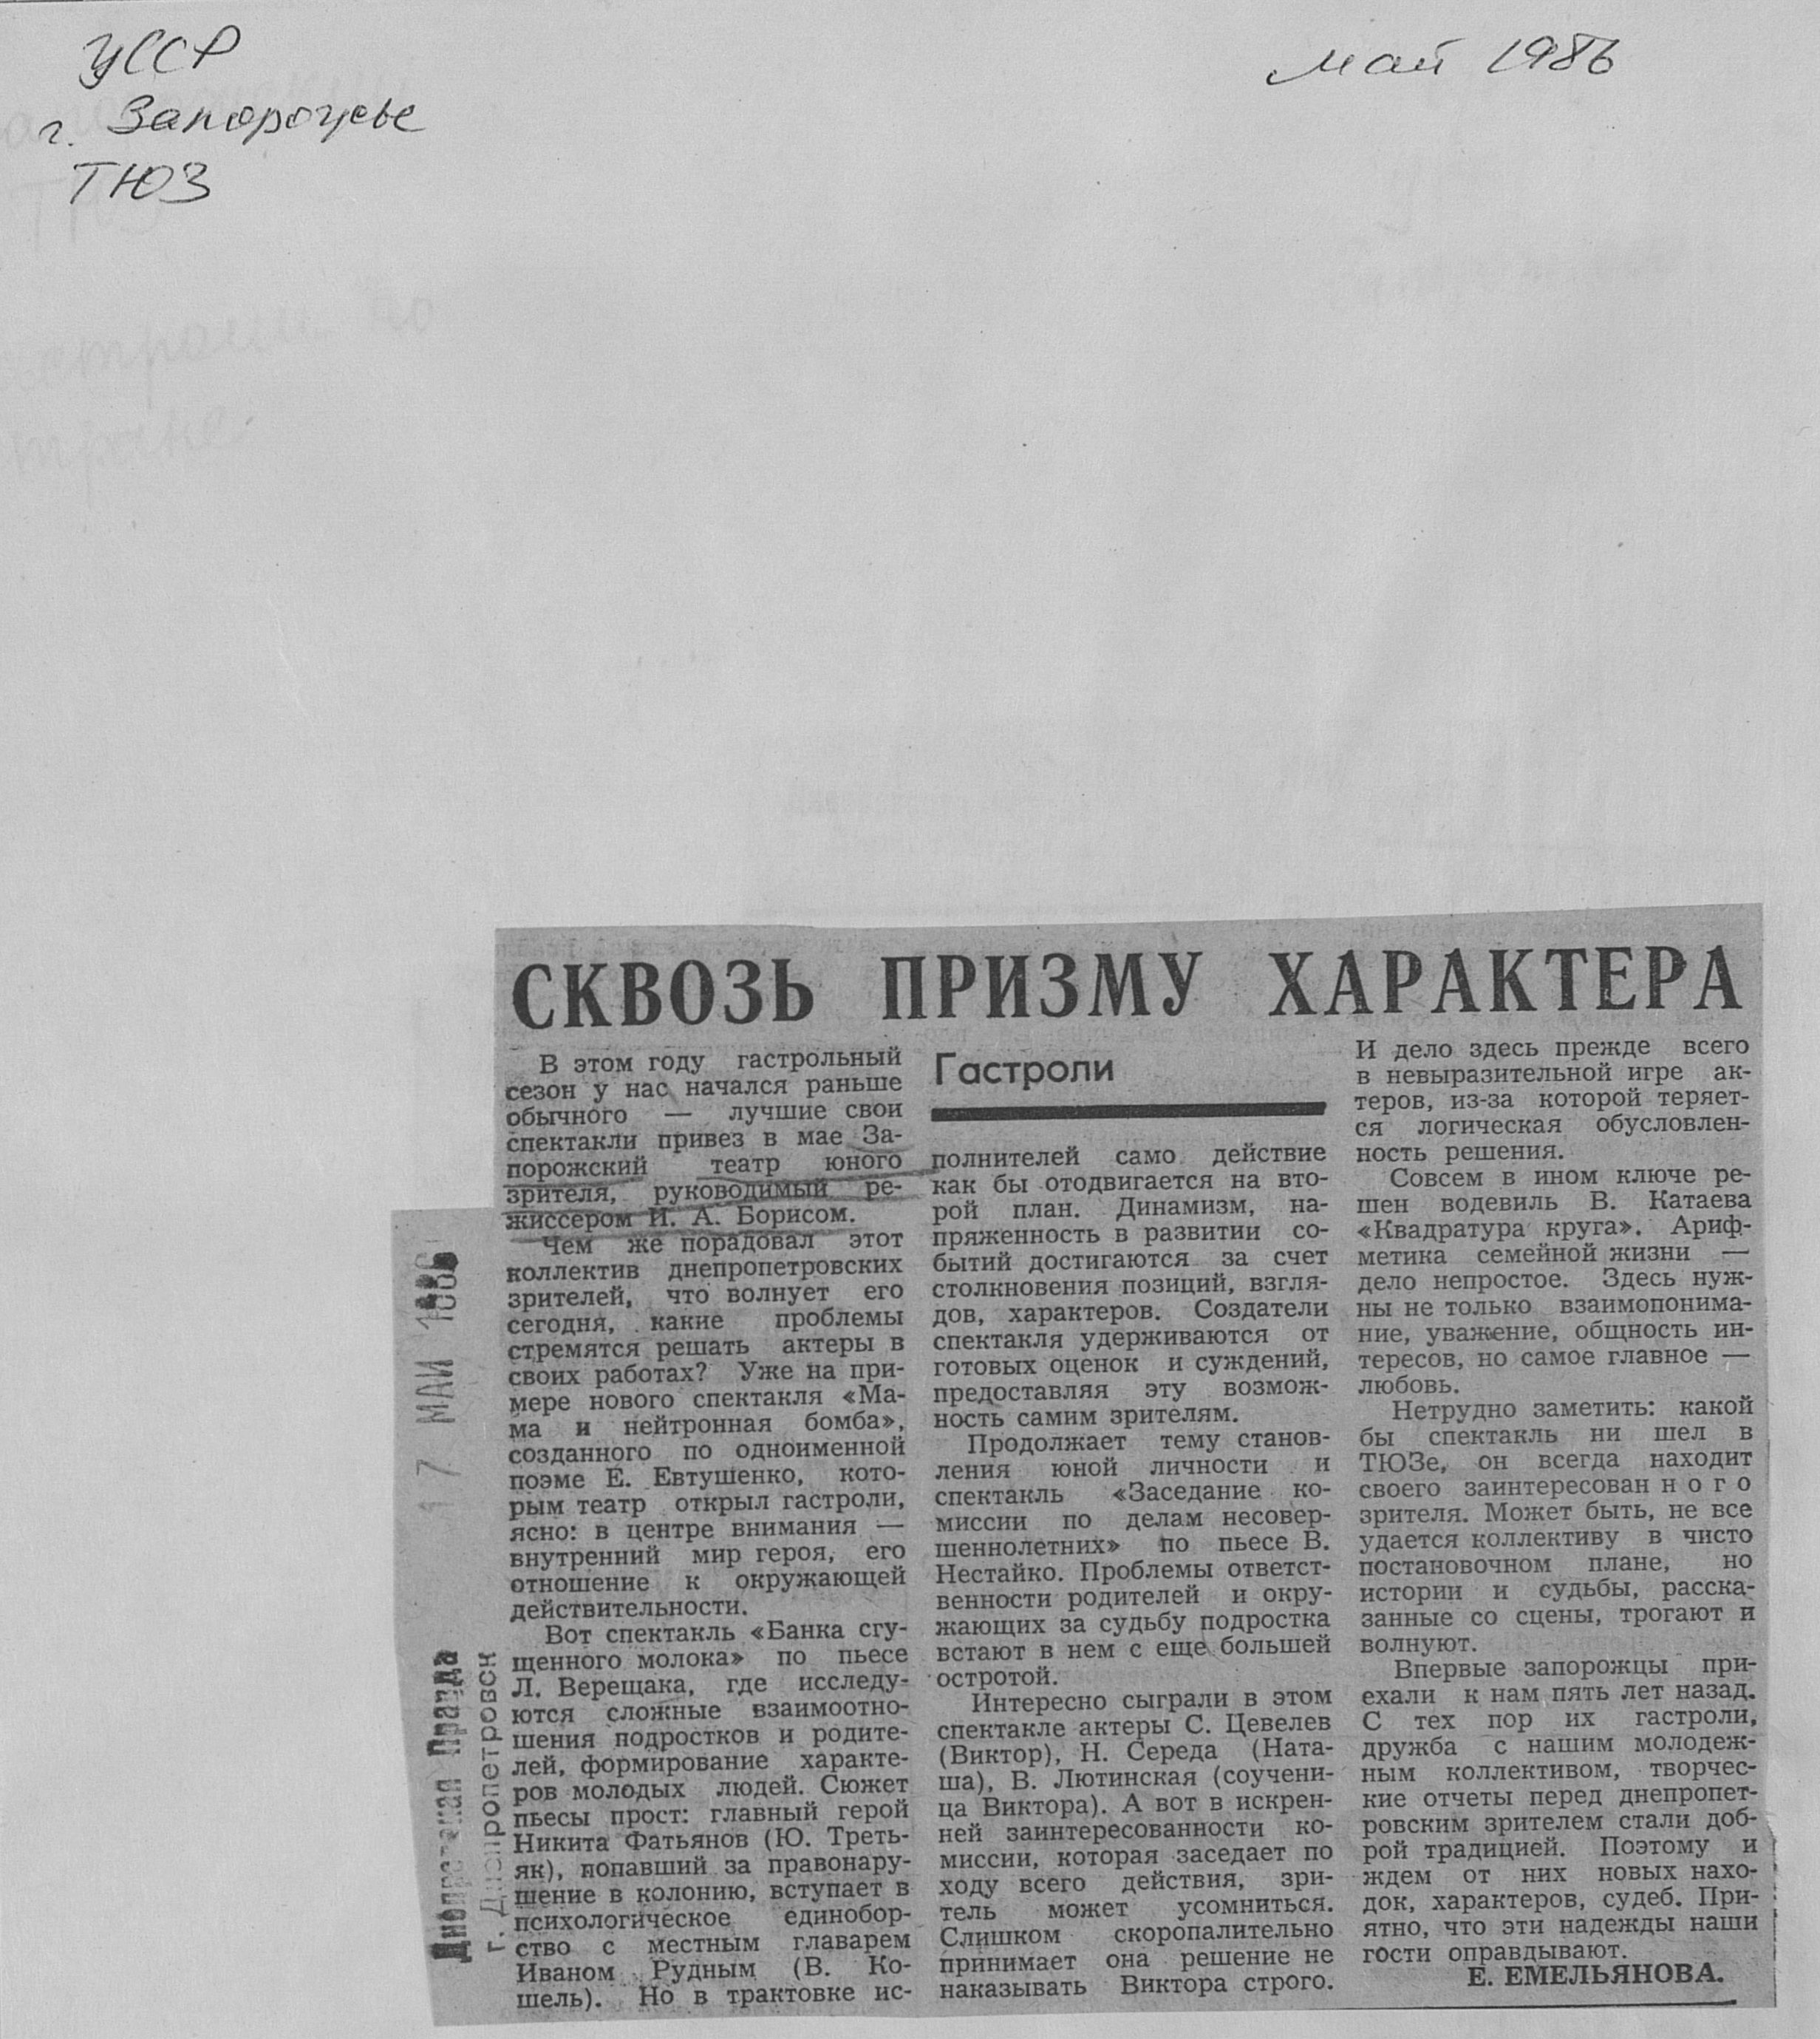 УССР
г. Запорожье
ТЮЗ
май 1986
СКВОЗЬ ПРИЗМУ ХАРАКТЕРА
Гастроли
В этом году гастрольный
сезон у нас начался раньше
обычного — лучшие свои
спектакли привез в мае За-
порожский театр юного
зрителя, руководимый ре-
жиссером И. А. Борисом.
Чем же порадовал этот
коллектив днепропетровских
зрителей, что волнует его
сегодня, какие проблемы
стремятся решать актеры в
своих работах? Уже на при-
мере нового спектакля «Ма-
ма и нейтронная бомба»,
созданного по одноименной
поэме Е. Евтушенко, кото-
рым театр открыл гастроли,
ясно: в центре внимания —
внутренний мир героя, его
отношение к окружающей
действительности.
Вот спектакль «Банка сгу-
щенного молока» по пьесе
Л. Верещака, где исследу-
ются сложные взаимоотно-
шения подростков и родите-
лей, формирование характе-
ров молодых людей. Сюжет
пьесы прост: главный герой
Никита Фатьянов (Ю. Треть-
як), попавший за правонару-
шение в колонию, вступает в
психологическое единобор-
ство с местным главарем
Иваном Рудным (В. Ко-
шель). Но в трактовке ис-
полнителей само действие
как бы отодвигается на вто-
рой план. Динамизм, на-
пряженность в развитии со-
бытий достигаются за счет
столкновения позиций, взгля-
дов, характеров. Создатели
спектакля удерживаются от
готовых оценок и суждений,
предоставляя эту возмож-
ность самим зрителям.
Продолжает тему станов-
ления юной личности и
спектакль «Заседание ко-
миссии по делам несовер-
шеннолетних» по пьесе В.
Нестайко. Проблемы ответст-
венности родителей и окру-
жающих за судьбу подростка
встают в нем с еще большей
остротой.
Интересно сыграли в этом
спектакле актеры С. Цевелев
(Виктор), Н. Середа (Ната-
ша), В. Лютинская (соучени-
ца Виктора). А вот в искрен-
ней заинтересованности ко-
миссии, которая заседает по
ходу всего действия, зри-
тель может усомниться.
Слишком скоропалительно
принимает она решение не
наказывать Виктора строго.
И дело здесь прежде всего
в невыразительной игре ак-
теров, из-за которой теряет-
ся логическая обусловлен-
ность решения.
Совсем в ином ключе ре-
шен водевиль В. Катаева
«Квадратура круга». Ариф-
метика семейной жизни —
дело непростое. Здесь нуж-
ны не только взаимопонима-
ние, уважение, общность ин-
тересов, но самое главное —
любовь.
Нетрудно заметить: какой
бы спектакль ни шел в
ТЮЗе, он всегда находит
своего заинтересован н о г о
зрителя. Может быть, не все
удается коллективу в чисто
постановочном плане, но
истории и судьбы, расска-
занные со сцены, трогают и
волнуют.
Впервые запорожцы при-
ехали к нам пять лет назад.
С тех пор их гастроли,
дружба с нашим молодеж-
ным коллективом, творчес-
кие отчеты перед днепропет-
ровским зрителем стали доб-
рой традицией. Поэтому и
ждем от них новых нахо-
док, характеров, судеб. При-
ятно, что эти надежды наши
гости оправдывают.
Е. ЕМЕЛЬЯНОВА.
Днепровская Правда
г. Днепропетровск
17 МАЙ